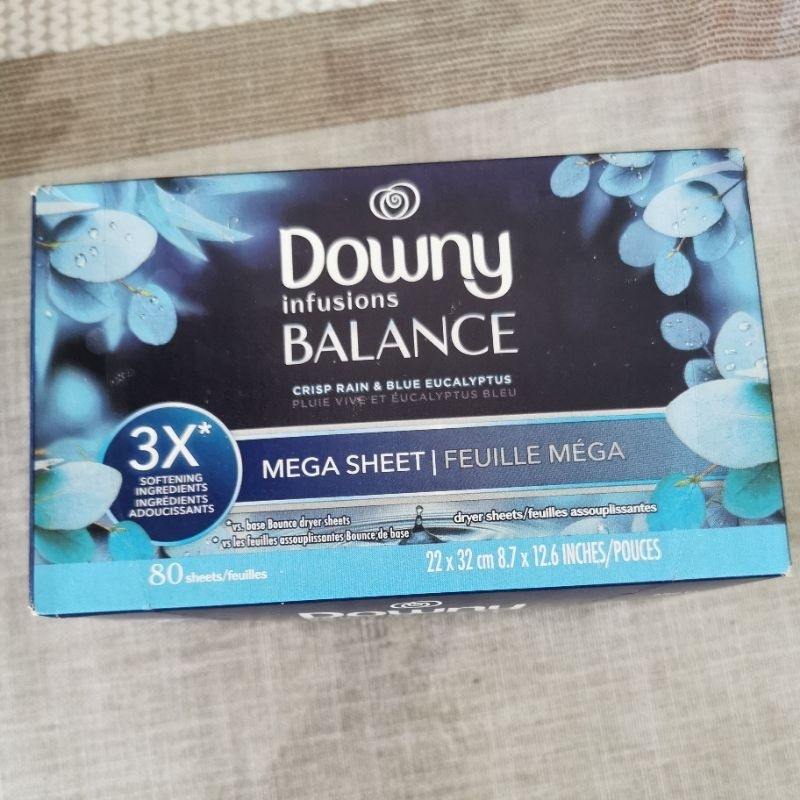 Downy
infusions
BALANCE
CRISP RAIN & BLUE EUCALYPTUS
PLUIE VIVE ET EUCALYPTUS BLEU
3X*
SOFTENING
INGREDIENTS
INGRÉDIENTS
ADOUCISSANTS
MEGA SHEET | FEUILLE MÉGA
*vs. base Bounce dryer sheets
*vs les feuilles assouplissantes Bounce de base
dryer sheets/feuilles assouplissantes
80 sheets/feuilles
22 x 32 cm 8.7 x 12.6 INCHES/POUCES
Downy